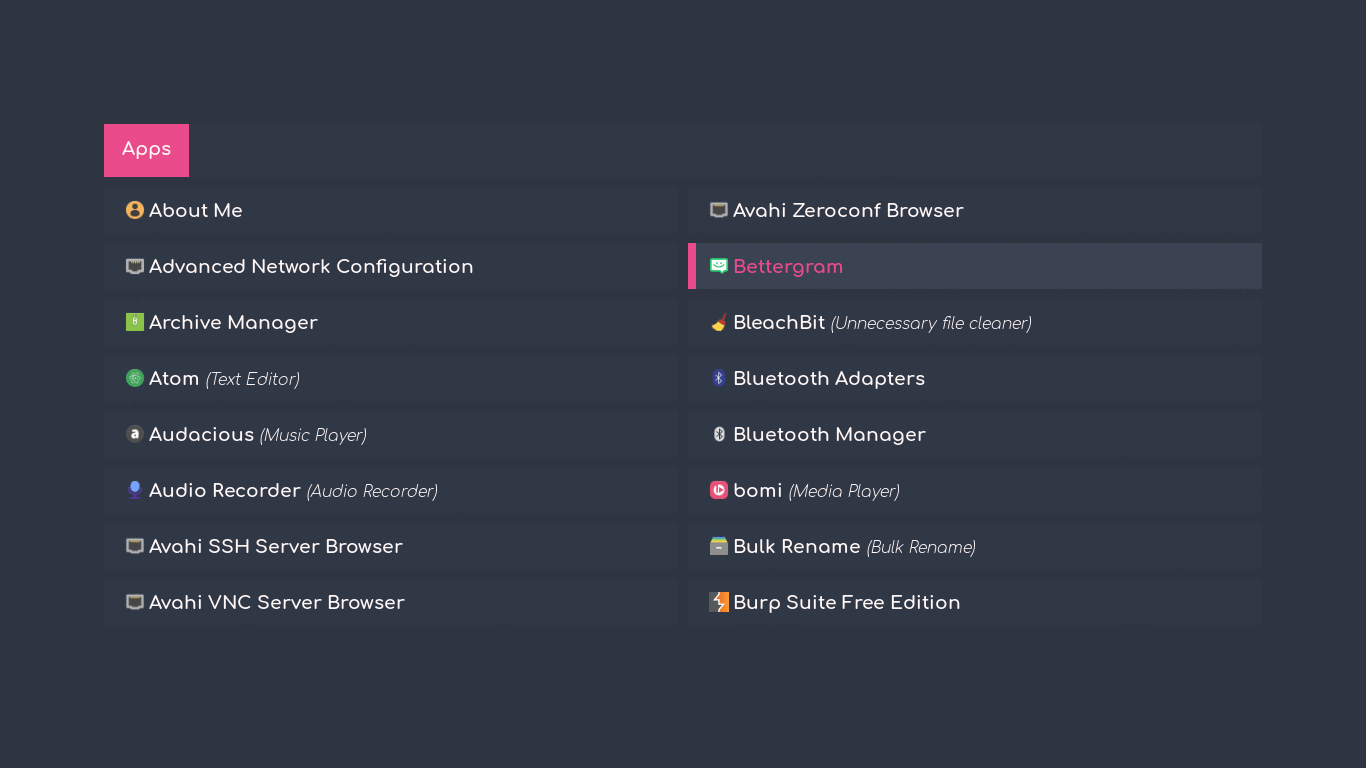 Apps
About Me
Advanced Network Configuration
Archive Manager
Atom (Text Editor)
Audacious (Music Player)
Audio Recorder (Audio Recorder)
Avahi SSH Server Browser
Avahi VNC Server Browser
Avahi Zeroconf Browser
Bettergram
BleachBit (Unnecessary file cleaner)
Bluetooth Adapters
Bluetooth Manager
bomi (Media Player)
Bulk Rename (Bulk Rename)
Burp Suite Free Edition